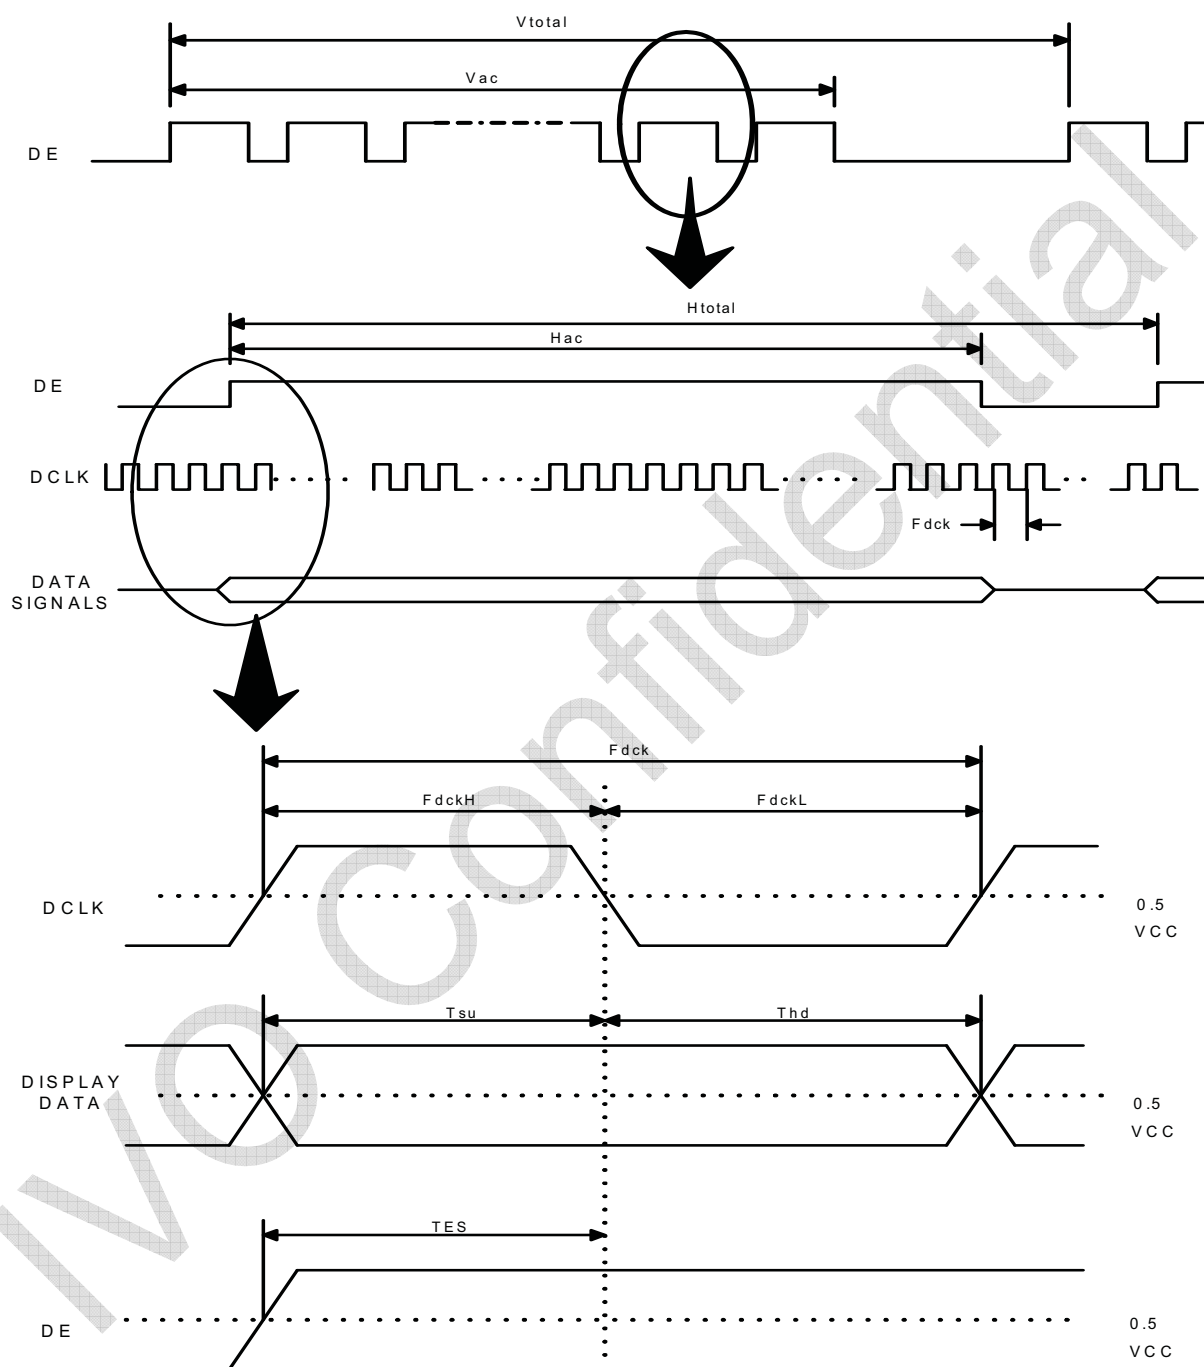 Vtotal
Vac
DE
Htotal
Hac
DE
DCLK
Fdck
DATA
SIGNALS
Fdck
FdckH FdckL
DCLK
0.5
VCC
Tsu Thd
DISPLAY
DATA
0.5
VCC
TES
DE
0.5
VCC
IVO Confidential